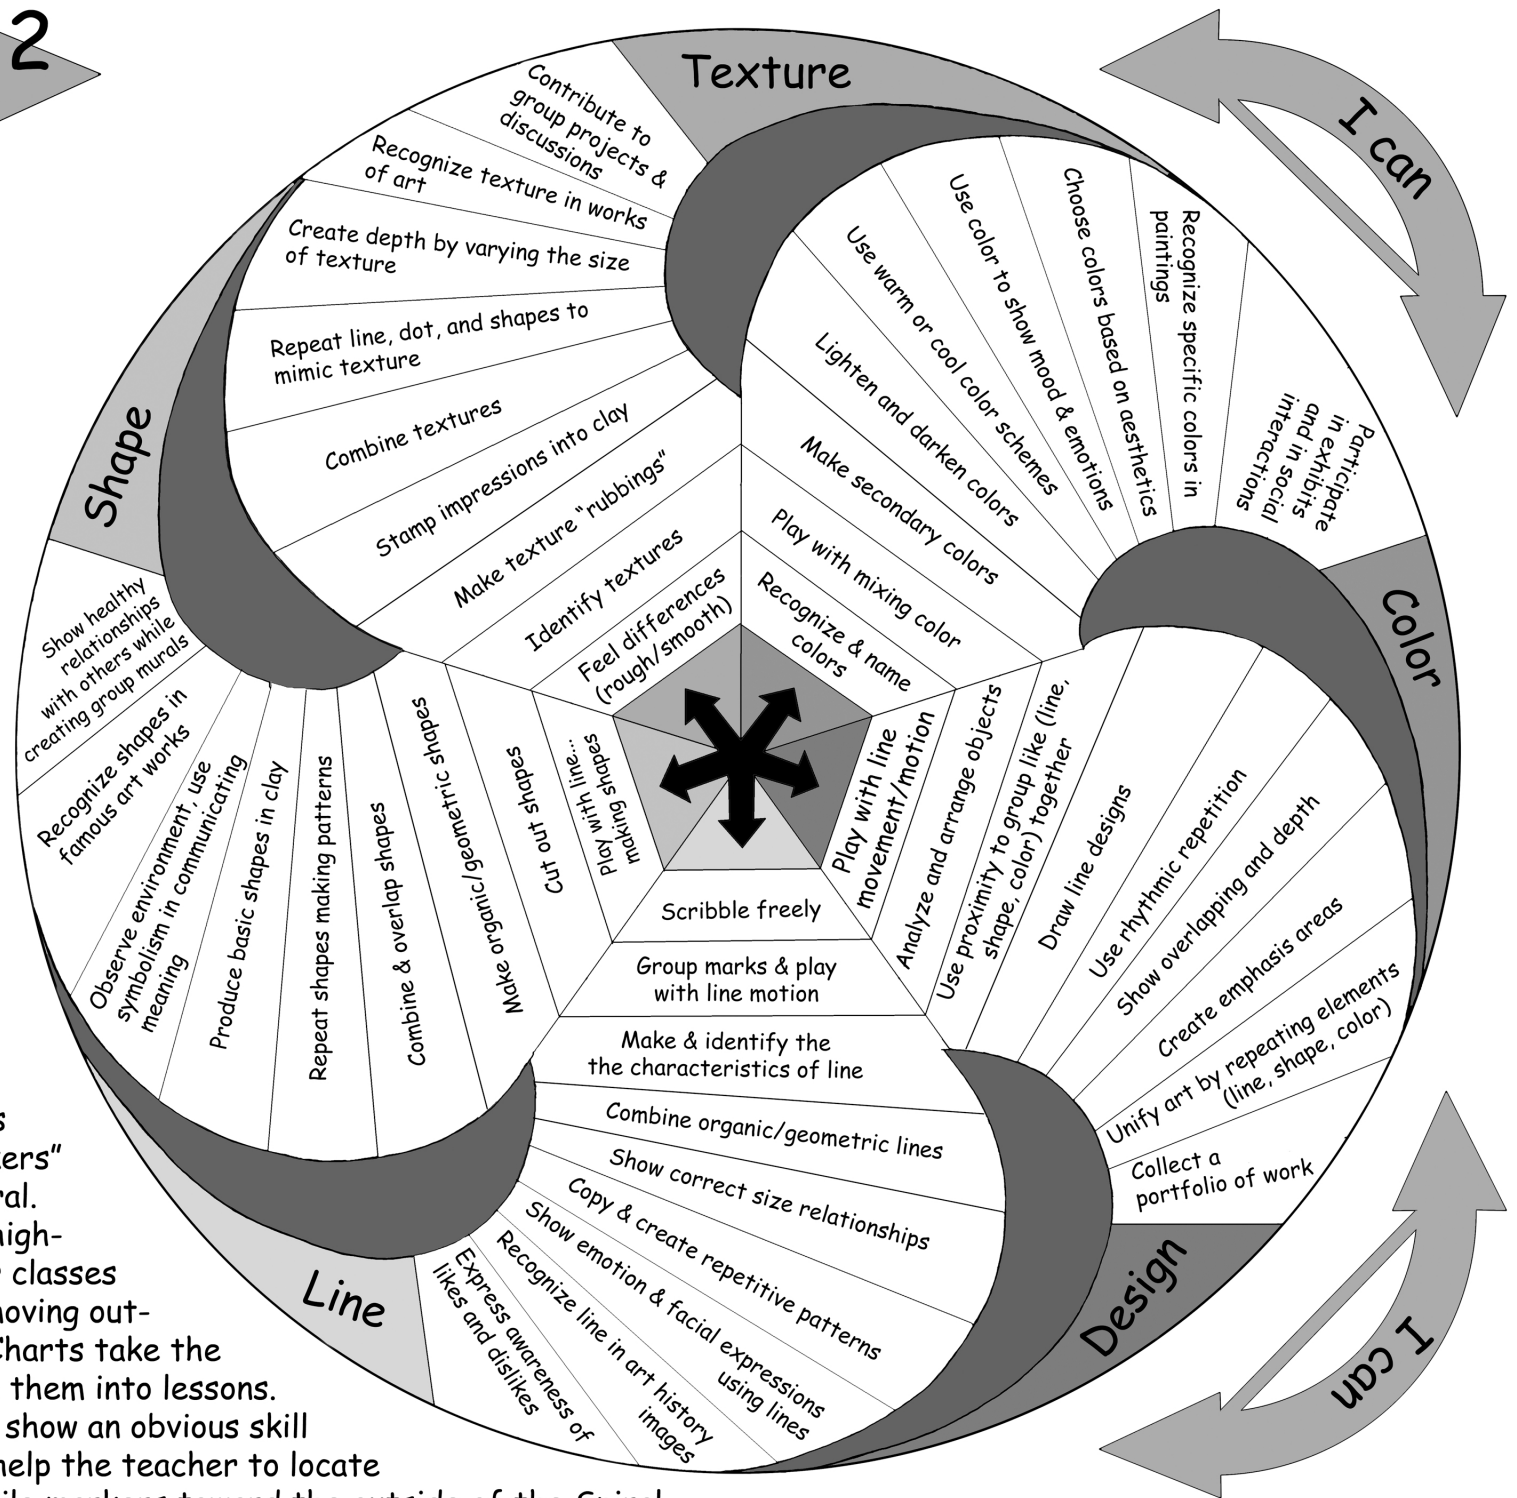 2
Texture
Contribute to
group projects &
discussions
Recognize texture in works
of art
Create depth by varying the size
of texture
Repeat line, dot, and shapes to
mimic texture
Combine textures
Stamp impressions into clay
Make texture “rubbings”
Identify textures
Feel differences
(rough/smooth)
I can
Color
Participate
in exhibits
and in social
interactions
Recognize specific colors in
paintings
Choose colors based on aesthetics
Use color to show mood & emotions
Use warm or cool color schemes
Lighten and darken colors
Make secondary colors
Play with mixing color
Recognize & name
colors
Design
Collect a
portfolio of work
Unify art by repeating elements
(line, shape, color)
Create emphasis areas
Show overlapping and depth
Use rhythmic repetition
Draw line designs
Use proximity to group like (line,
shape, color) together
Analyze and arrange objects
Play with line
movement/motion
I can
Line
Scribble freely
Group marks & play
with line motion
Make & identify the
the characteristics of line
Combine organic/geometric lines
Show correct size relationships
Copy & create repetitive patterns
Show emotion & facial expressions
using lines
Recognize line in art history
images
Express awareness of
likes and dislikes
Shape
Show healthy
relationships
with others while
creating group murals
Recognize shapes in
famous art works
Observe environment, use
symbolism in communicating
meaning
Produce basic shapes in clay
Repeat shapes making patterns
Combine & overlap shapes
Make organic/geometric shapes
Cut out shapes
Play with line...
making shapes
s
kers”
ral.
high-
classes
moving out-
Charts take the
them into lessons.
show an obvious skill
help the teacher to locate
toward the outside of the Spiral